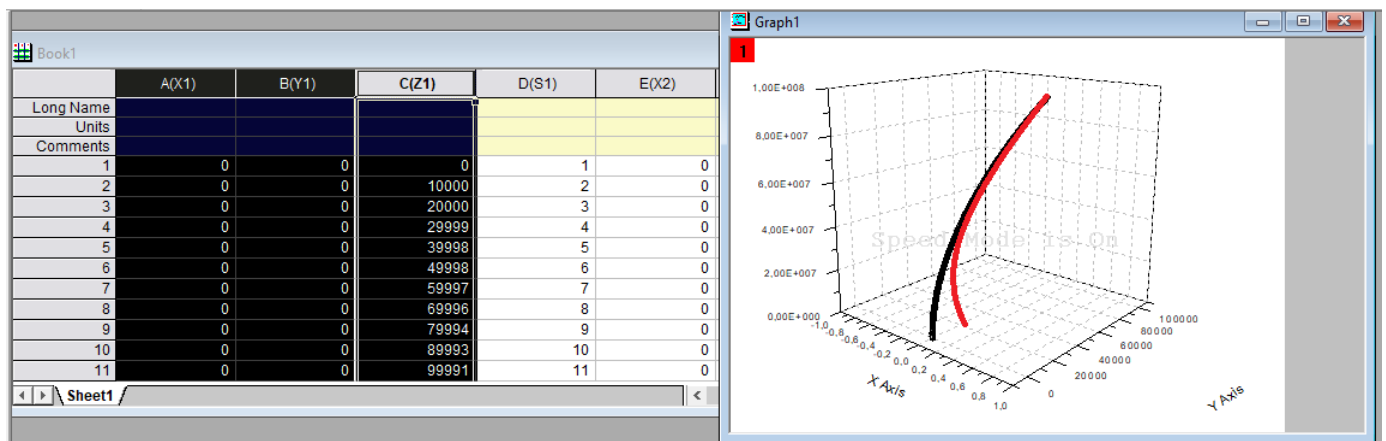 Book1
A(X1) B(Y1) C(Z1) D(S1) E(X2)
Long Name
Units
Comments
1 0 0 0 1 0
2 0 0 10000 2 0
3 0 0 20000 3 0
4 0 0 29999 4 0
5 0 0 39998 5 0
6 0 0 49998 6 0
7 0 0 59997 7 0
8 0 0 69996 8 0
9 0 0 79994 9 0
10 0 0 89993 10 0
11 0 0 99991 11 0
Sheet1
Graph1
1
1,00E+008
8,00E+007
6,00E+007
4,00E+007
2,00E+007
0,00E+000
Speed Mode is On
-1,0
-0,8
-0,6
-0,4
-0,2
0,0
0,2
0,4
0,6
0,8
1,0
X Axis
0
20000
40000
60000
80000
100000
Y Axis